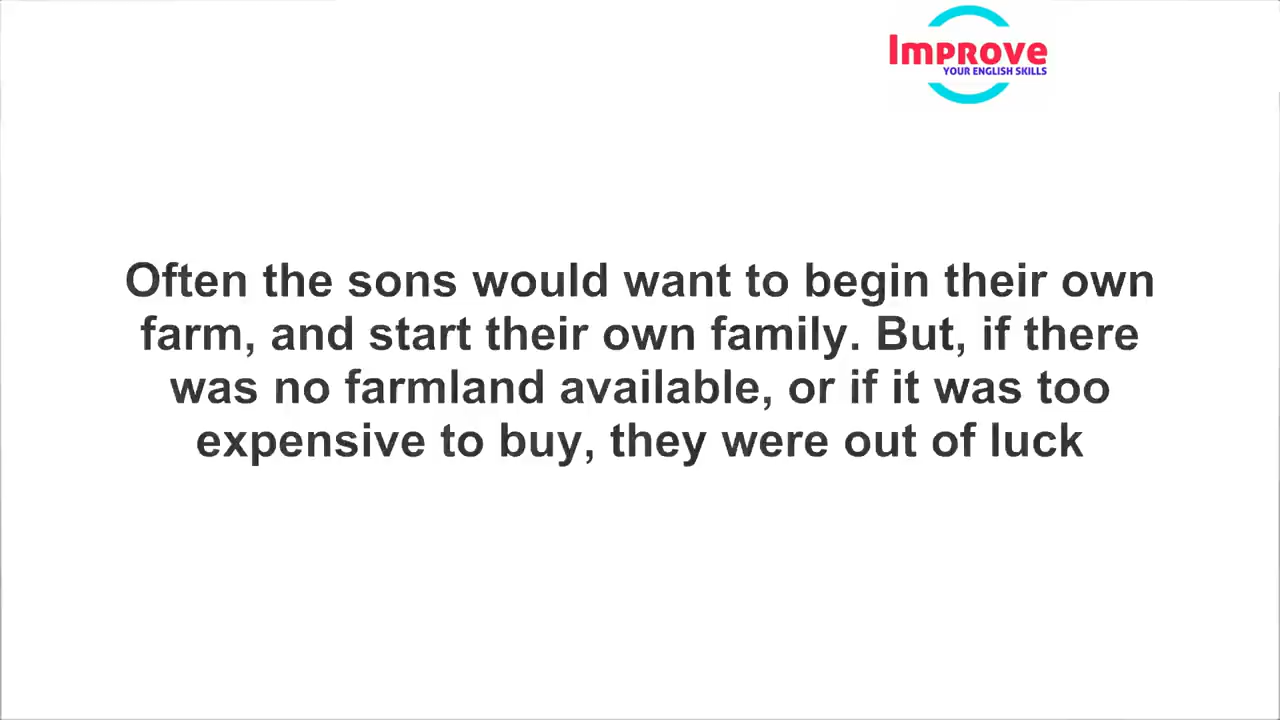 Improve
YOUR ENGLISH SKILLS
Often the sons would want to begin their own
farm, and start their own family. But, if there
was no farmland available, or if it was too
expensive to buy, they were out of luck